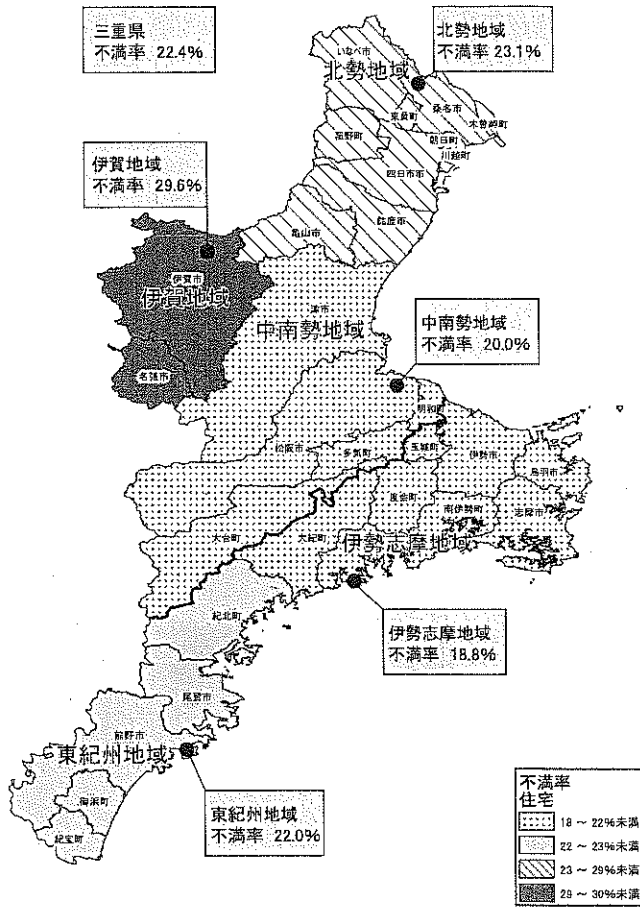 三重県
不満率 22.4%
北勢地域
不満率 23.1%
いなべ市
北勢地域
東員町
桑名市
木曽岬町
菰野町
朝日町
川越町
四日市市
伊賀地域
不満率 29.6%
鈴鹿市
亀山市
伊賀市
伊賀地域
津市
中南勢地域
中南勢地域
不満率 20.0%
名張市
明和町
松阪市
多気町
玉城町
伊勢市
鳥羽市
度会町
南伊勢町
志摩市
大台町
大紀町
伊勢志摩地域
紀北町
伊勢志摩地域
不満率 18.8%
尾鷲市
熊野市
東紀州地域
御浜町
紀宝町
東紀州地域
不満率 22.0%
不満率
住宅
18 ～ 22%未満
22 ～ 23%未満
23 ～ 29%未満
29 ～ 30%未満